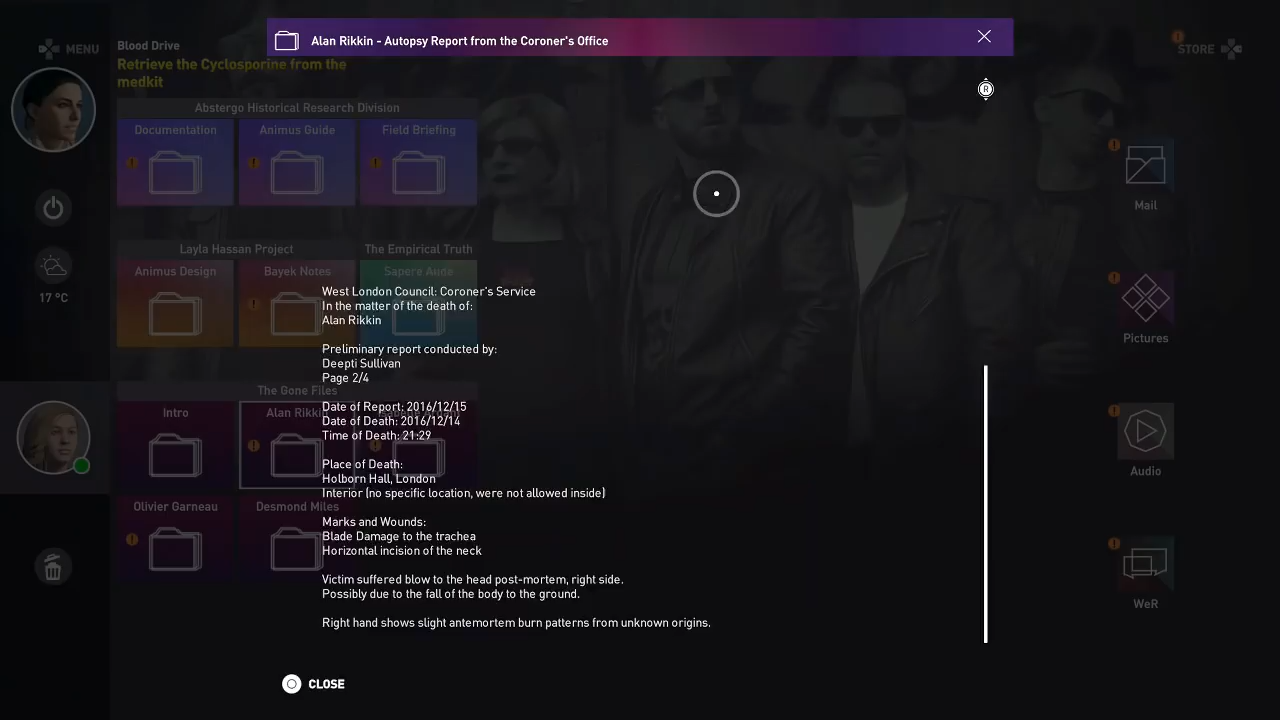 Alan Rikkin - Autopsy Report from the Coroner's Office
MENU
Blood Drive
Retrieve the Cyclosporine from the
medkit
STORE
Abstergo Historical Research Division
Documentation
Animus Guide
Field Briefing
Mail
Layla Hassan Project
The Empirical Truth
Animus Design
Bayek Notes
Sapere Aude
17 °C
Pictures
West London Council: Coroner's Service
In the matter of the death of:
Alan Rikkin
Preliminary report conducted by:
Deepti Sullivan
Page 2/4
The Gone Files
Intro
Alan Rikkin
Date of Report: 2016/12/15
Date of Death: 2016/12/14
Time of Death: 21:29
Place of Death:
Holborn Hall, London
Interior (no specific location, were not allowed inside)
Audio
Olivier Garneau
Desmond Miles
Marks and Wounds:
Blade Damage to the trachea
Horizontal incision of the neck
Victim suffered blow to the head post-mortem, right side.
Possibly due to the fall of the body to the ground.
WeR
Right hand shows slight antemortem burn patterns from unknown origins.
CLOSE
R